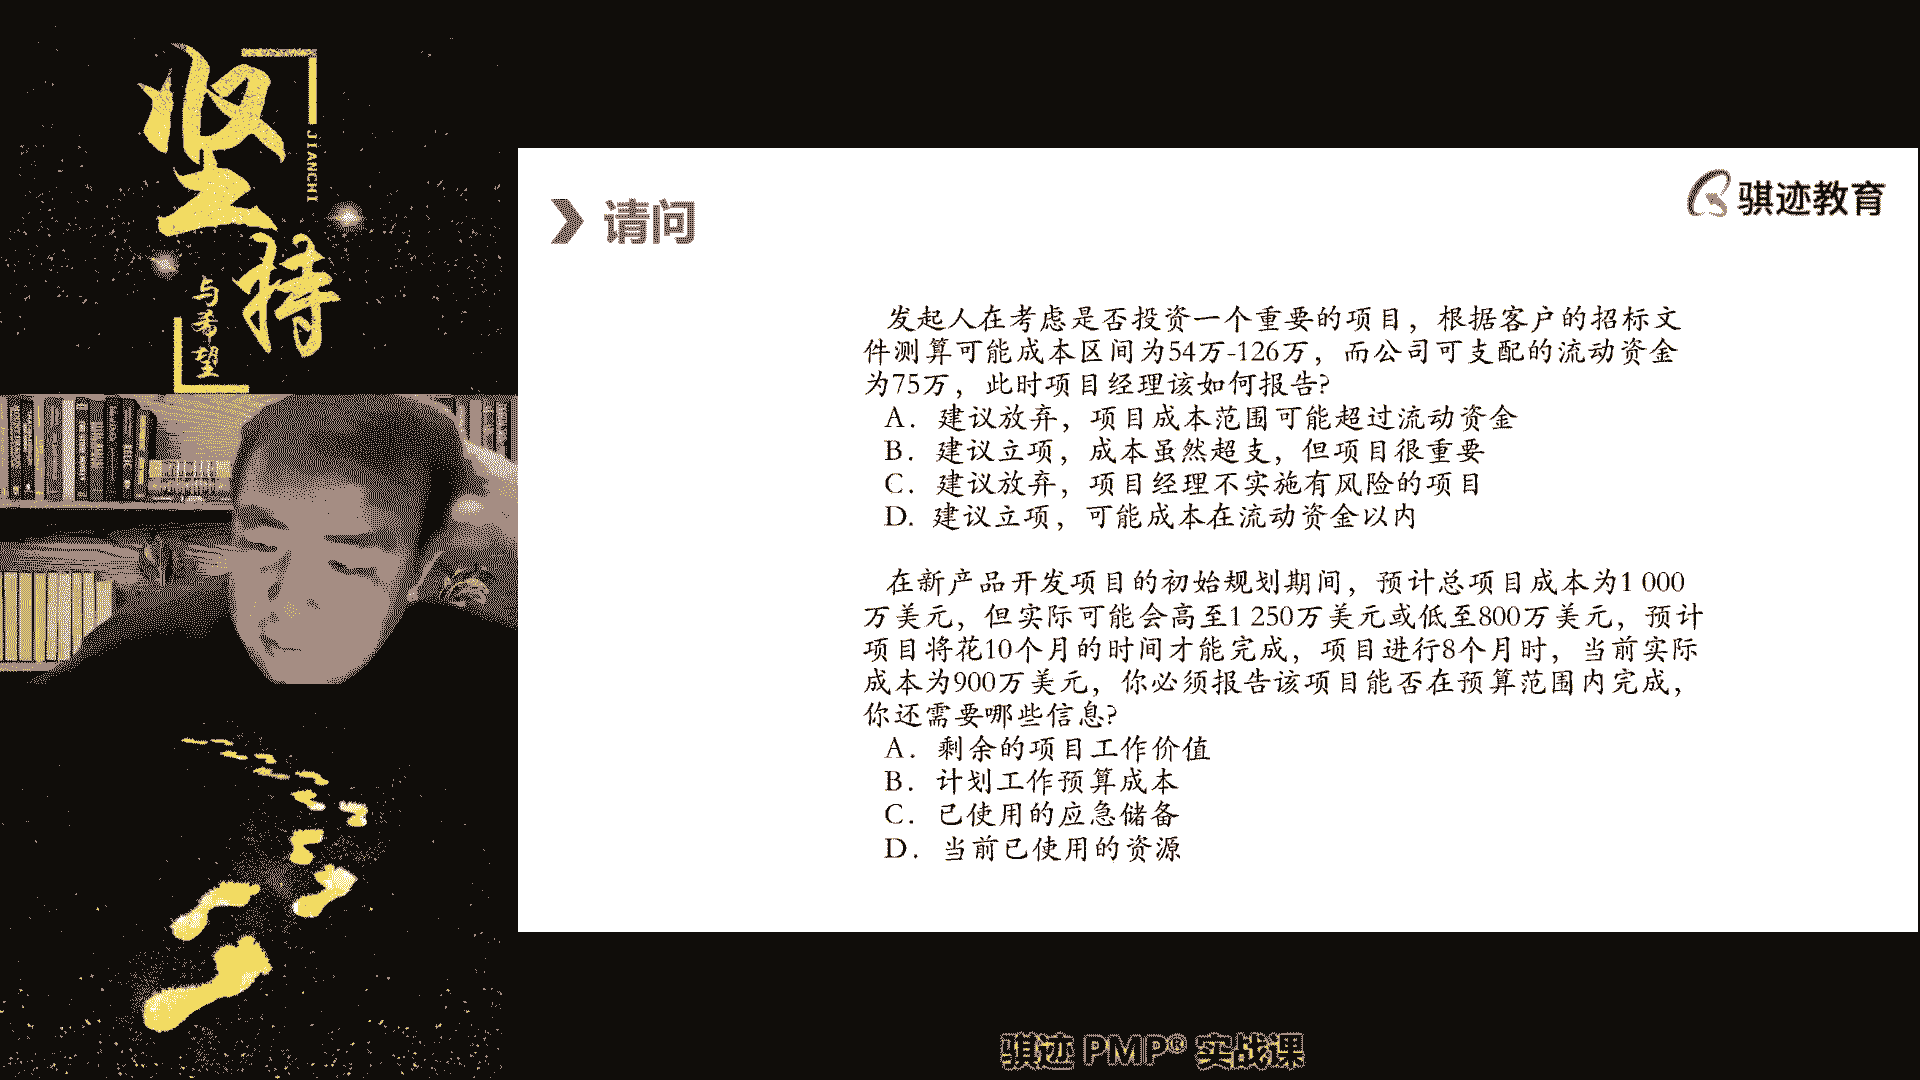 坚持
JIANCHI
与希望
请问
骐迹教育
发起人在考虑是否投资一个重要的项目，根据客户的招标文
件测算可能成本区间为54万-126万，而公司可支配的流动资金
为75万，此时项目经理该如何报告?
A. 建议放弃，项目成本范围可能超过流动资金
B. 建议立项，成本虽然超支，但项目很重要
C. 建议放弃，项目经理不实施有风险的项目
D. 建议立项，可能成本在流动资金以内
在新产品开发项目的初始规划期间，预计总项目成本为1 000
万美元，但实际可能会高至1 250万美元或低至800万美元，预计
项目将花10个月的时间才能完成，项目进行8个月时，当前实际
成本为900万美元，你必须报告该项目能否在预算范围内完成，
你还需要哪些信息?
A. 剩余的项目工作价值
B. 计划工作预算成本
C. 已使用的应急储备
D. 当前已使用的资源
骐迹 PMP® 实战课